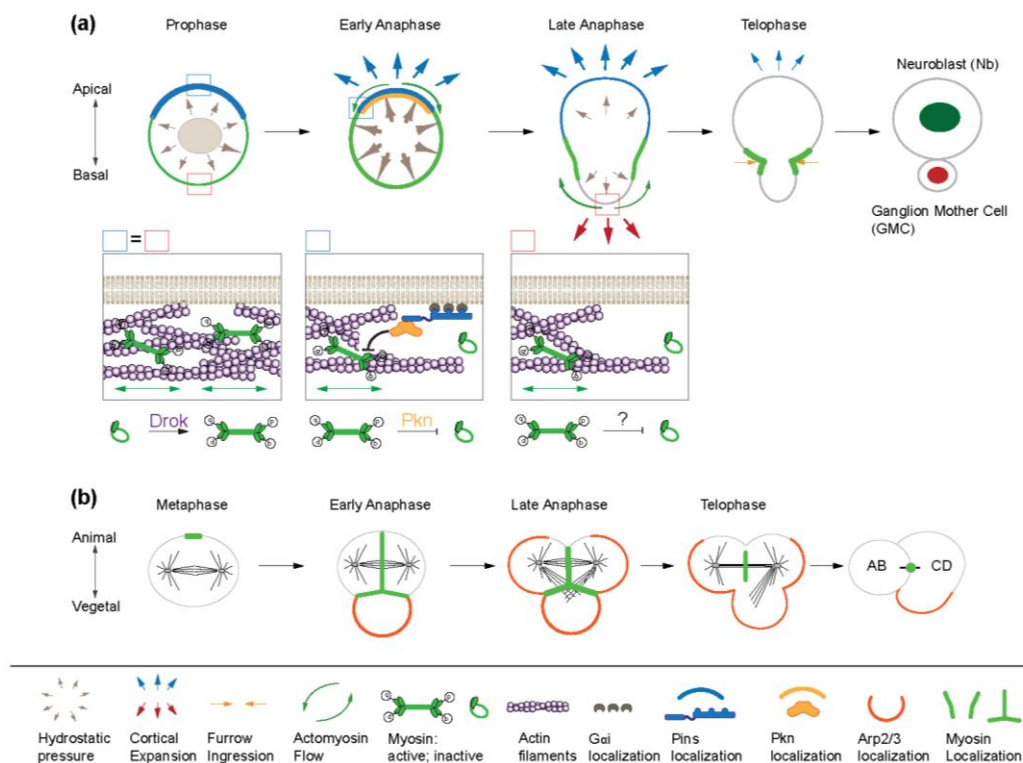 (a)
Prophase
Early Anaphase
Late Anaphase
Telophase
Apical
Basal
Neuroblast (Nb)
Ganglion Mother Cell
(GMC)
=
Drok
Pkn
?
(b)
Metaphase
Early Anaphase
Late Anaphase
Telophase
Animal
Vegetal
AB
CD
Hydrostatic
pressure
Cortical
Expansion
Furrow
Ingression
Actomyosin
Flow
Myosin:
active; inactive
Actin
filaments
Gαi
localization
Pins
localization
Pkn
localization
Arp2/3
localization
Myosin
Localization